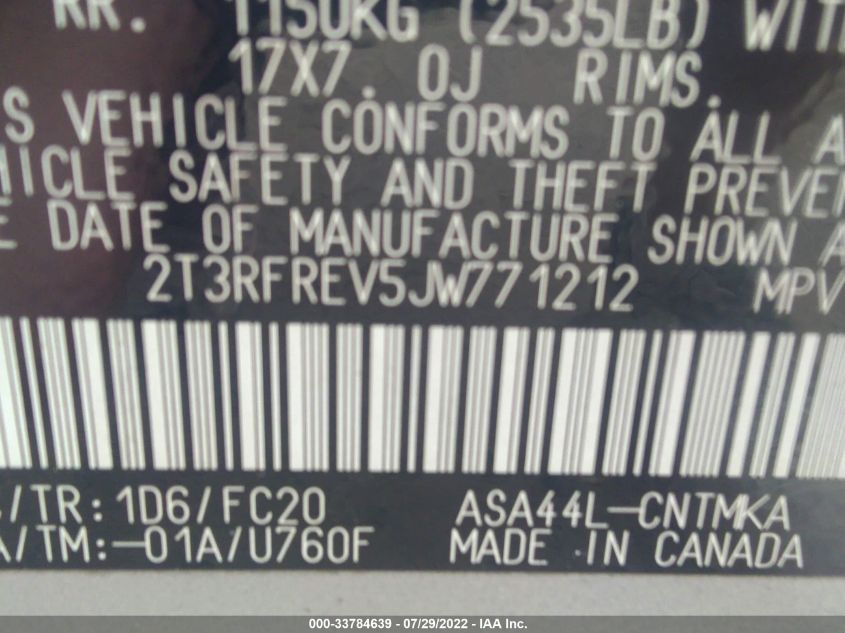 RR. 1150KG (2535LB) WITH
17X7.0J RIMS.
S VEHICLE CONFORMS TO ALL A
HICLE SAFETY AND THEFT PREVEN
E DATE OF MANUFACTURE SHOWN A
2T3RFREV5JW771212 MPV
/TR: 1D6/FC20 ASA44L-CNTMKA
A/TM:-01A/U760F MADE IN CANADA
000-33784639 - 07/29/2022 - IAA Inc.